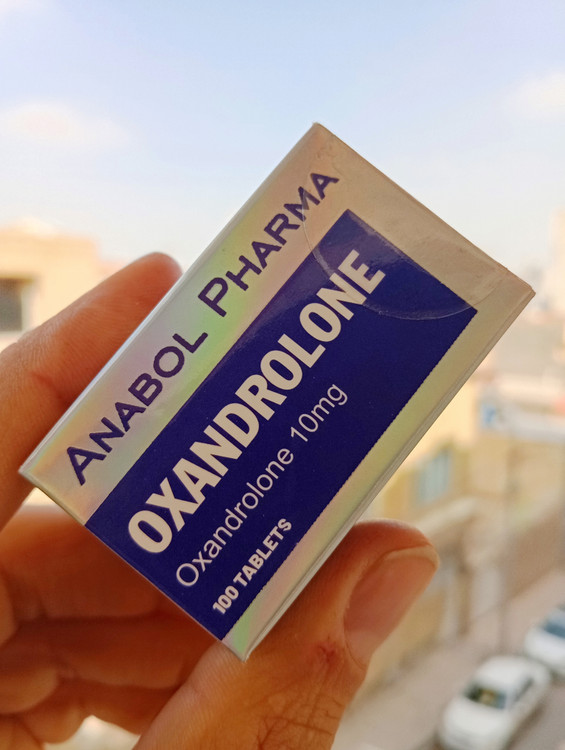 ANABOL PHARMA
OXANDROLONE
Oxandrolone 10mg
100 TABLETS